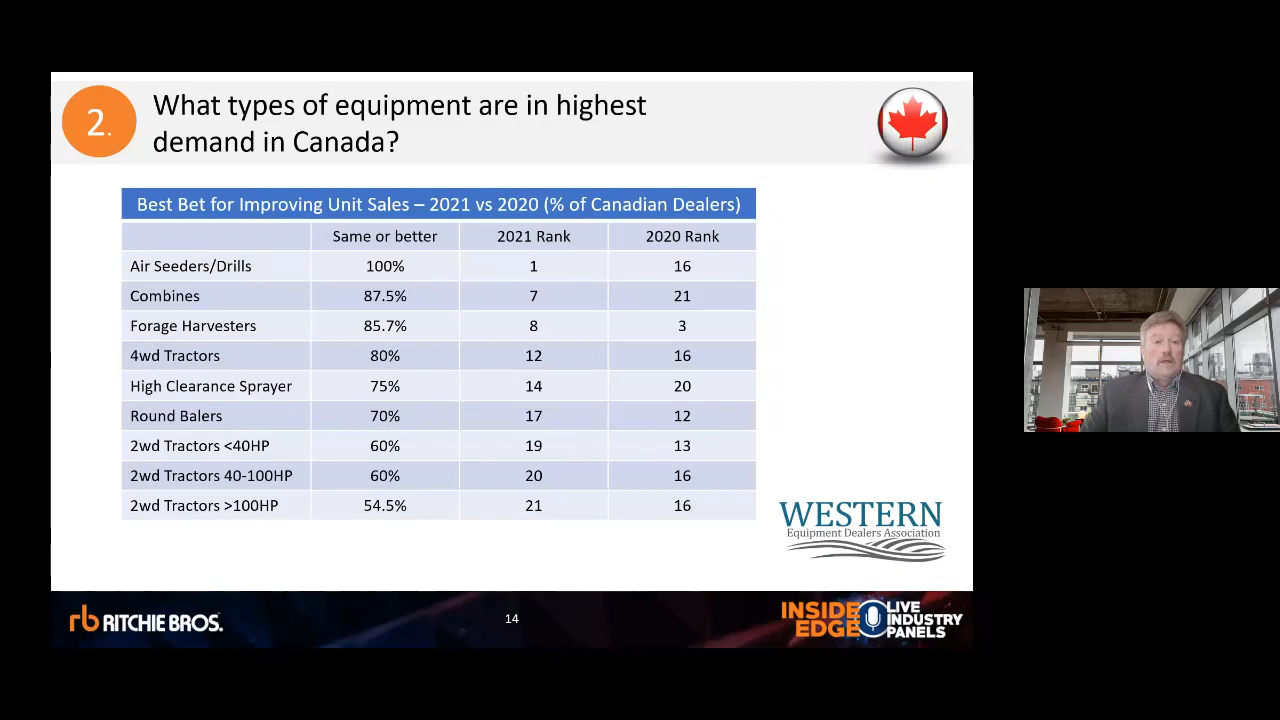 2.
What types of equipment are in highest
demand in Canada?
Best Bet for Improving Unit Sales – 2021 vs 2020 (% of Canadian Dealers)
Same or better 2021 Rank 2020 Rank
Air Seeders/Drills 100% 1 16
Combines 87.5% 7 21
Forage Harvesters 85.7% 8 3
4wd Tractors 80% 12 16
High Clearance Sprayer 75% 14 20
Round Balers 70% 17 12
2wd Tractors <40HP 60% 19 13
2wd Tractors 40-100HP 60% 20 16
2wd Tractors >100HP 54.5% 21 16
WESTERN
Equipment Dealers Association
rb RITCHIE BROS.
14
INSIDE
EDGE
LIVE
INDUSTRY
PANELS